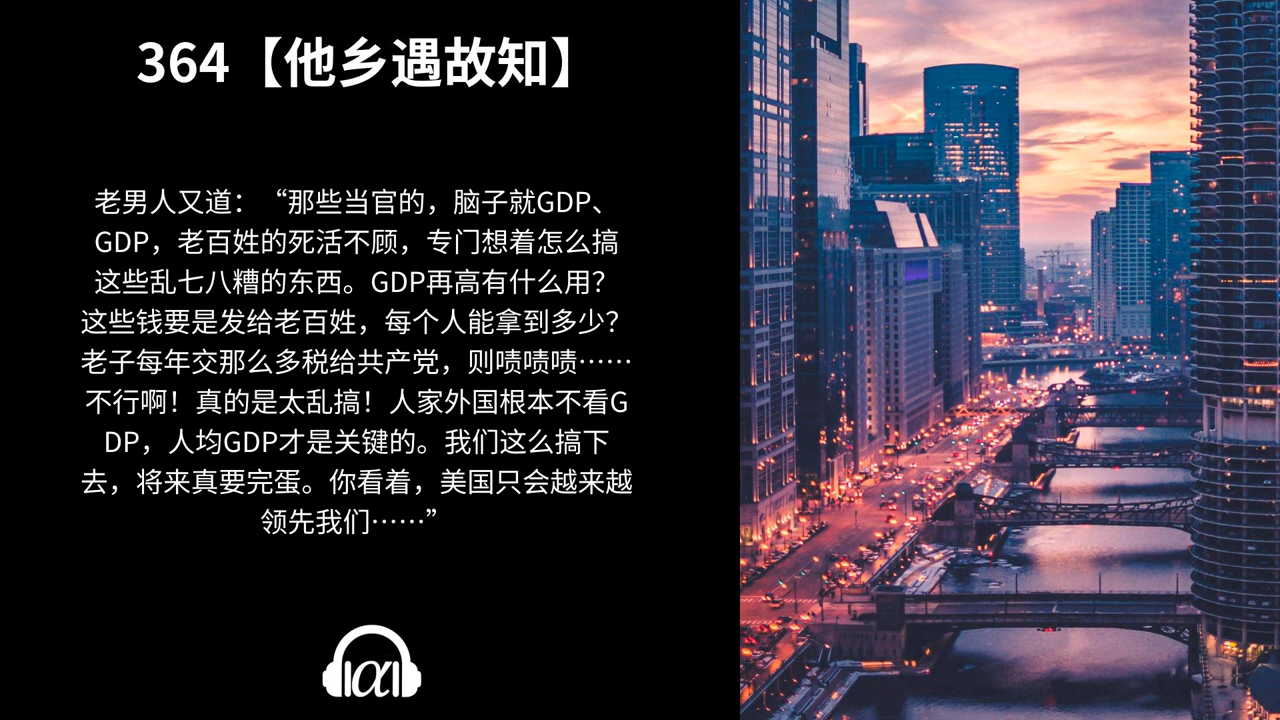 364【他乡遇故知】
老男人又道：“那些当官的，脑子就GDP、
GDP，老百姓的死活不顾，专门想着怎么搞
这些乱七八糟的东西。GDP再高有什么用？
这些钱要是发给老百姓，每个人能拿到多少？
老子每年交那么多税给共产党，则啧啧啧……
不行啊！真的是太乱搞！人家外国根本不看G
DP，人均GDP才是关键的。我们这么搞下
去，将来真要完蛋。你看着，美国只会越来越
领先我们……”